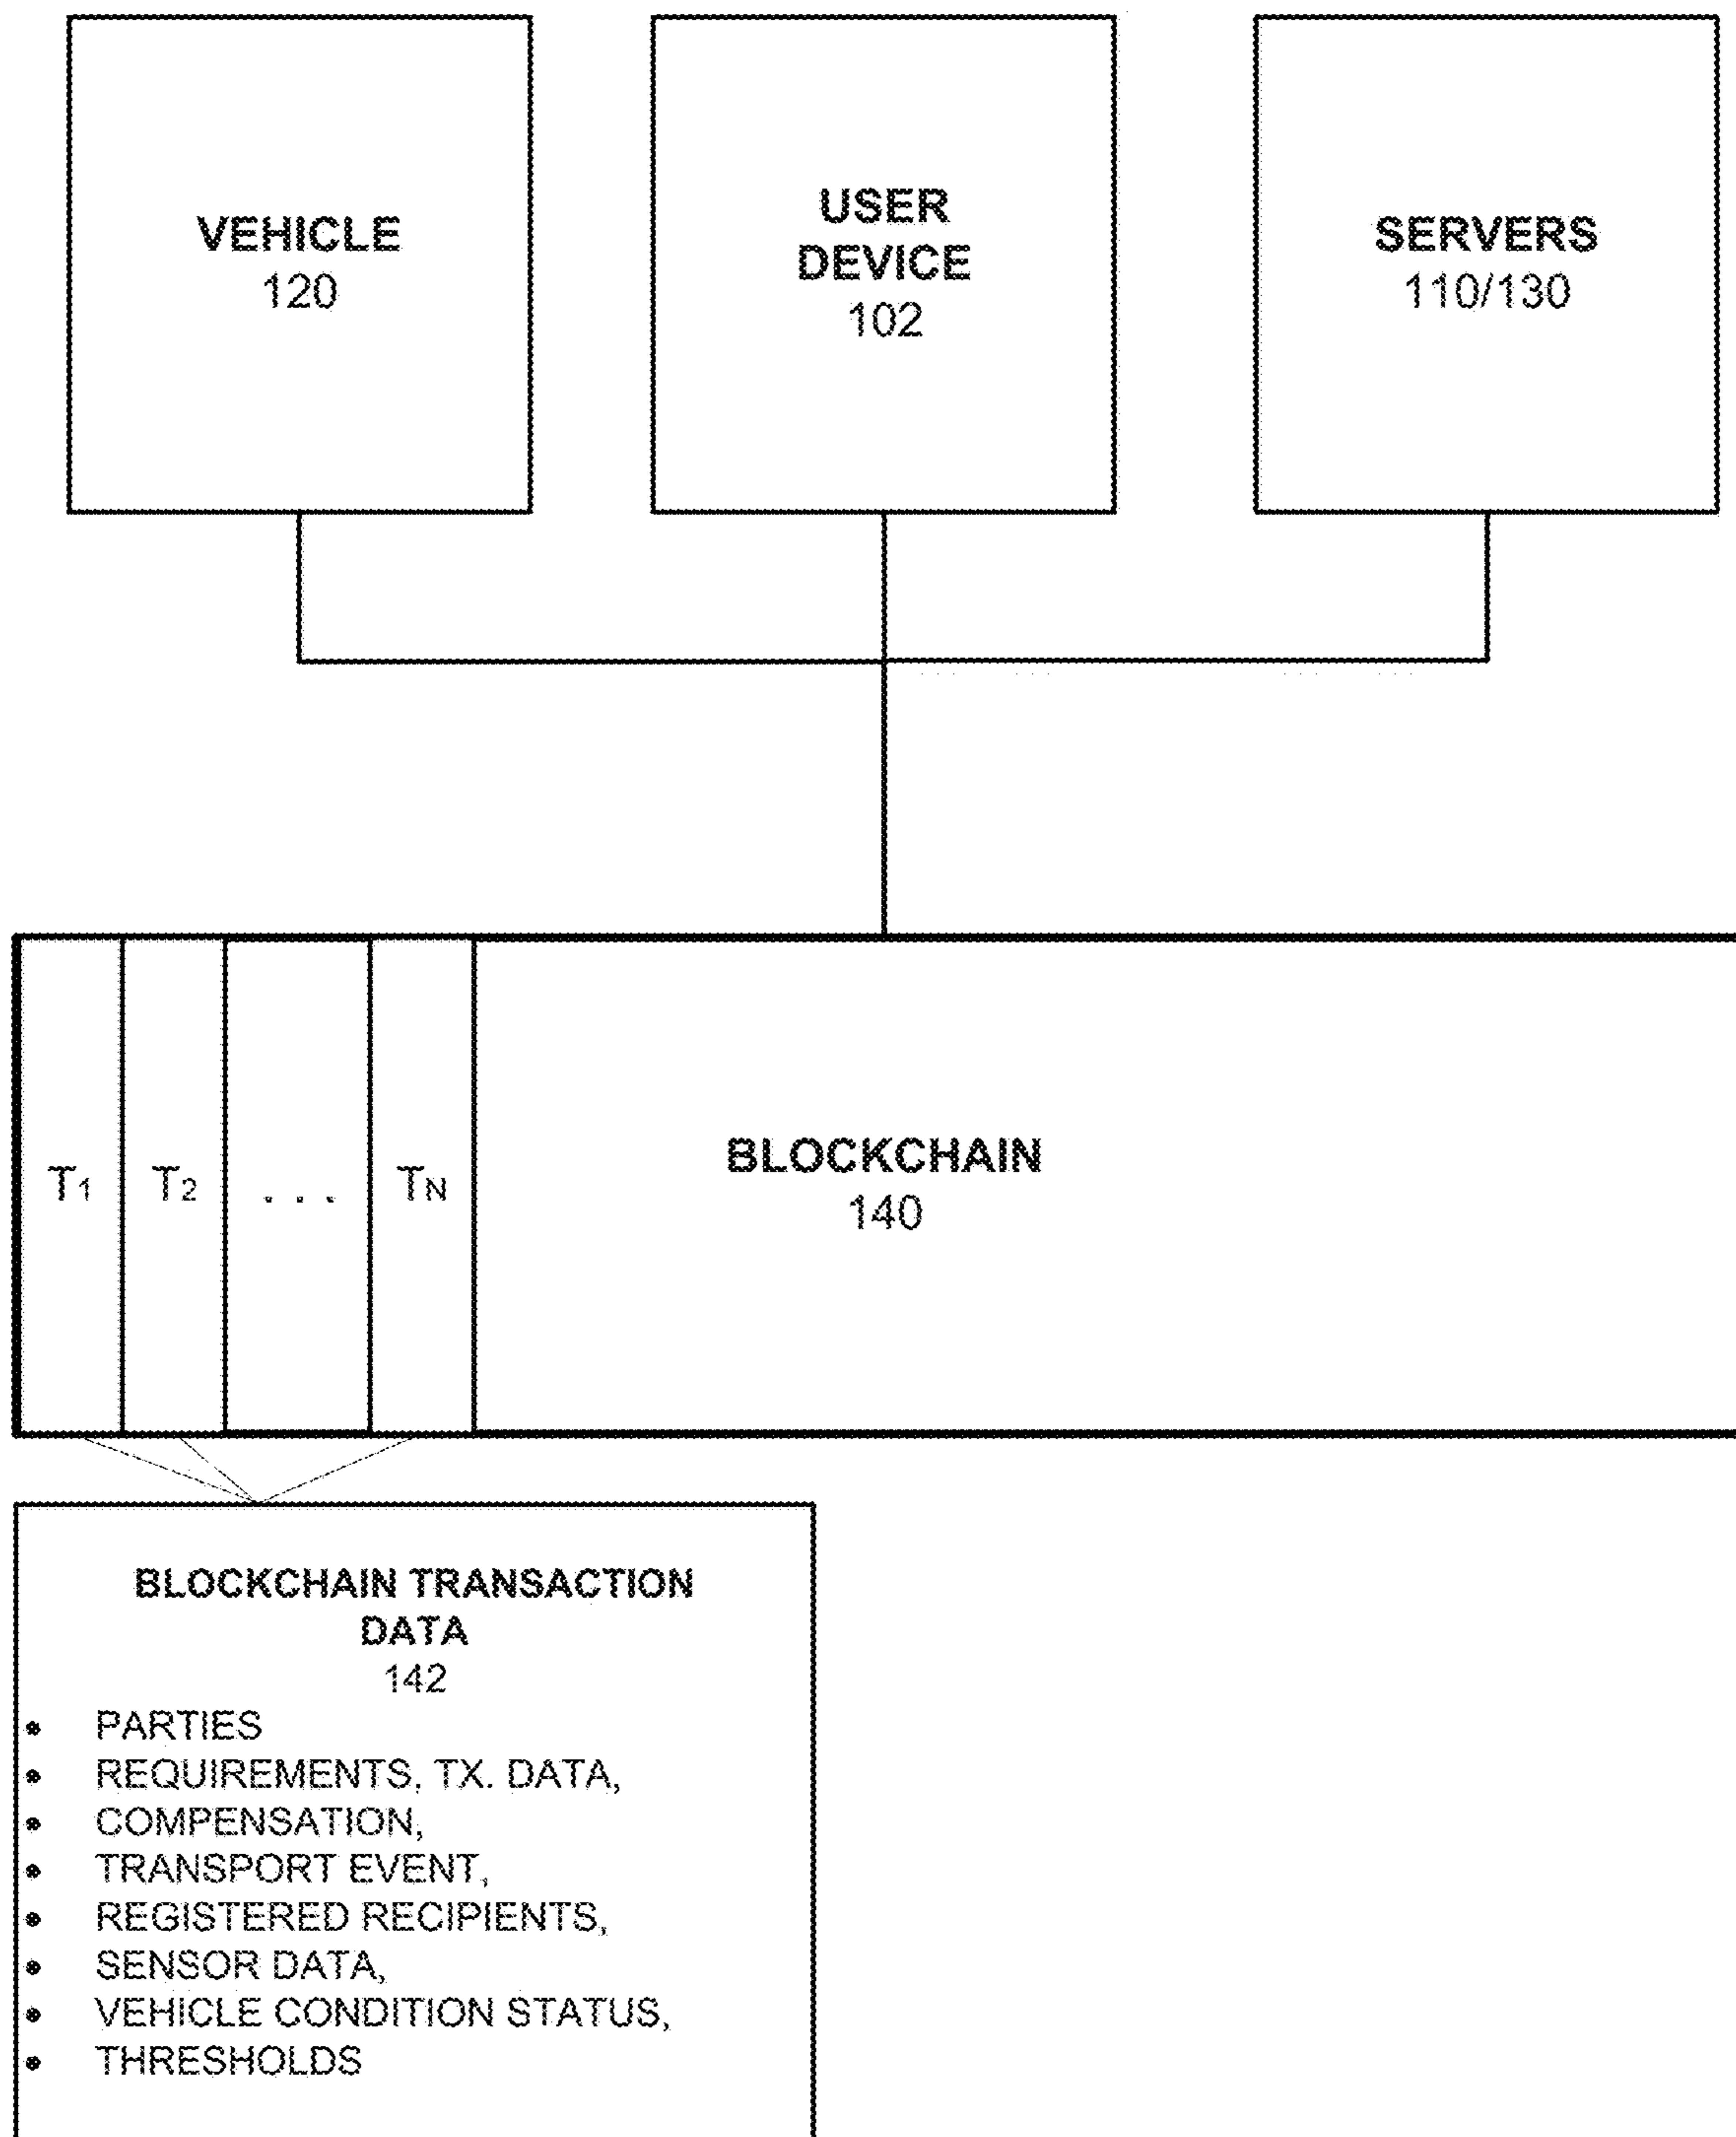 VEHICLE
120
USER
DEVICE
102
SERVERS
110/130
T1
T2
. . .
TN
BLOCKCHAIN
140
BLOCKCHAIN TRANSACTION
DATA
142
• PARTIES
• REQUIREMENTS, TX. DATA,
• COMPENSATION,
• TRANSPORT EVENT,
• REGISTERED RECIPIENTS,
• SENSOR DATA,
• VEHICLE CONDITION STATUS,
• THRESHOLDS